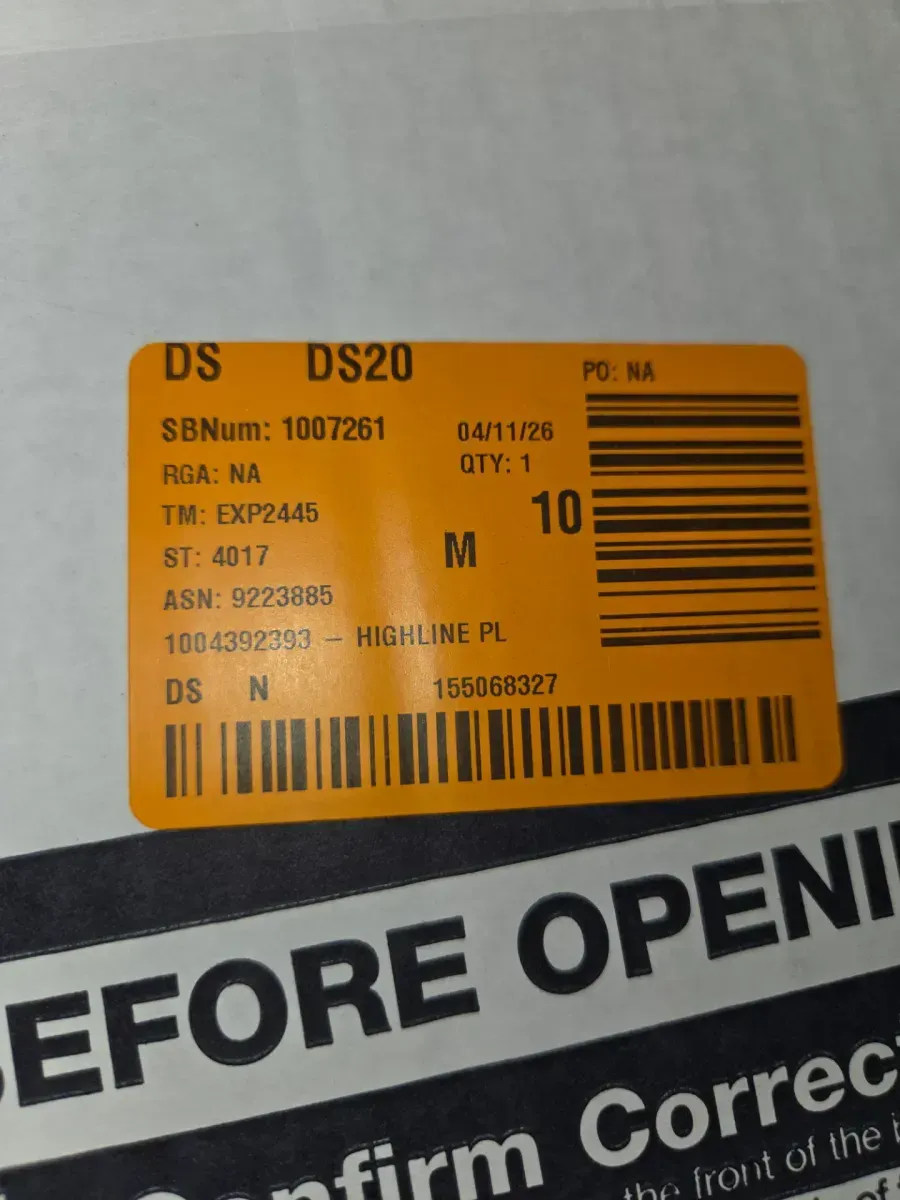 DS DS20 PO: NA
SBNum: 1007261 04/11/26
RGA: NA QTY: 1
TM: EXP2445 10
ST: 4017 M
ASN: 9223885
1004392393 – HIGHLINE PL
DS N 155068327
BEFORE OPENI
Confirm Correc
the front of the b
of